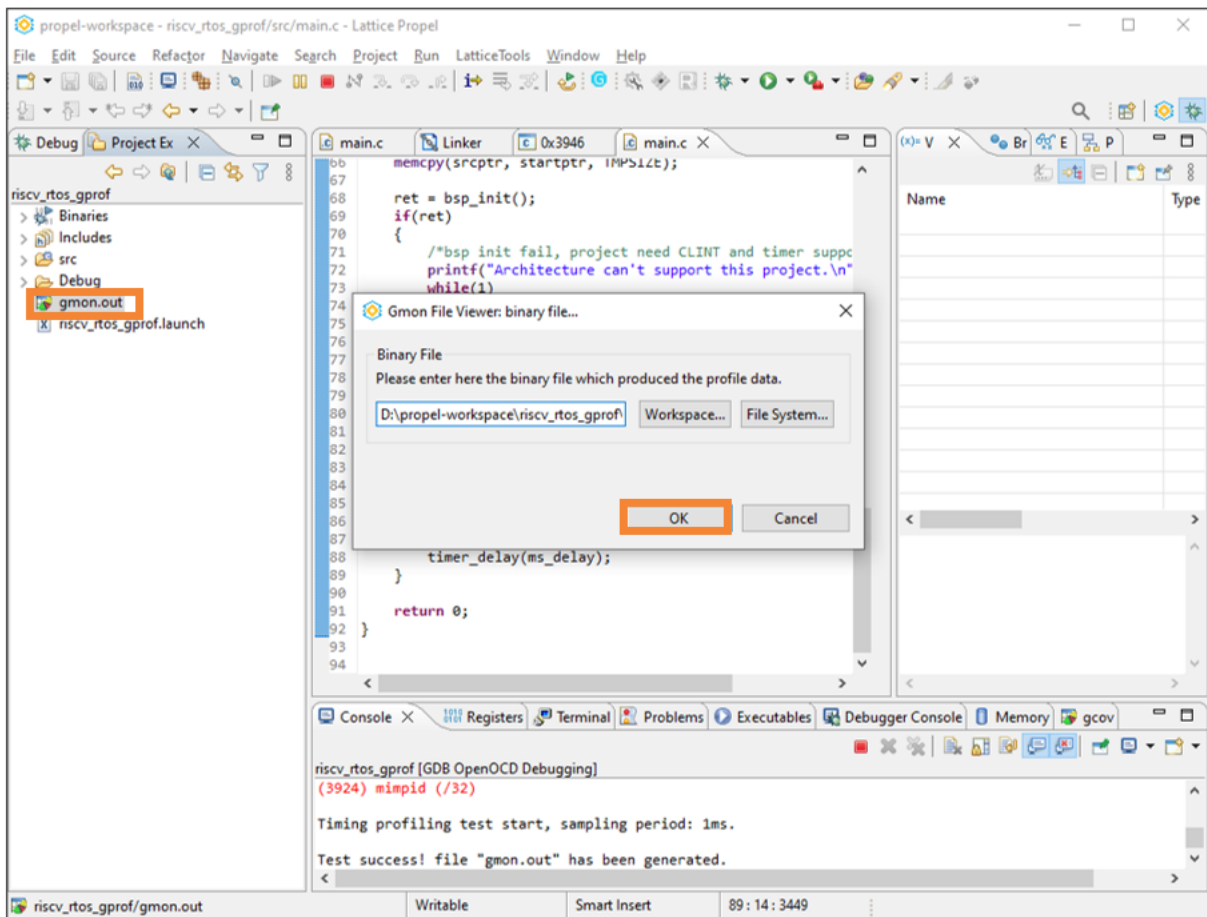 propel-workspace - riscv_rtos_gprof/src/main.c - Lattice Propel
File Edit Source Refactor Navigate Search Project Run LatticeTools Window Help
Debug Project Ex
main.c Linker 0x3946 main.c
(x)= V Br E P
riscv_rtos_gprof
Binaries
Includes
src
Debug
gmon.out
riscv_rtos_gprof.launch
66 memcpy(srcptr, startptr, TMPSIZE);
67
68 ret = bsp_init();
69 if(ret)
70 {
71 /*bsp init fail, project need CLINT and timer suppo
72 printf("Architecture can't support this project.\n"
73 while(1)
74
75
76
77
78
79
80
81
82
83
84
85
86
87
88 timer_delay(ms_delay);
89 }
90
91 return 0;
92 }
93
94
Name Type
Gmon File Viewer: binary file...
Binary File
Please enter here the binary file which produced the profile data.
D:\propel-workspace\riscv_rtos_gprof\
Workspace... File System...
OK Cancel
Console Registers Terminal Problems Executables Debugger Console Memory gcov
riscv_rtos_gprof [GDB OpenOCD Debugging]
(3924) mimpid (/32)
Timing profiling test start, sampling period: 1ms.
Test success! file "gmon.out" has been generated.
riscv_rtos_gprof/gmon.out Writable Smart Insert 89 : 14 : 3449